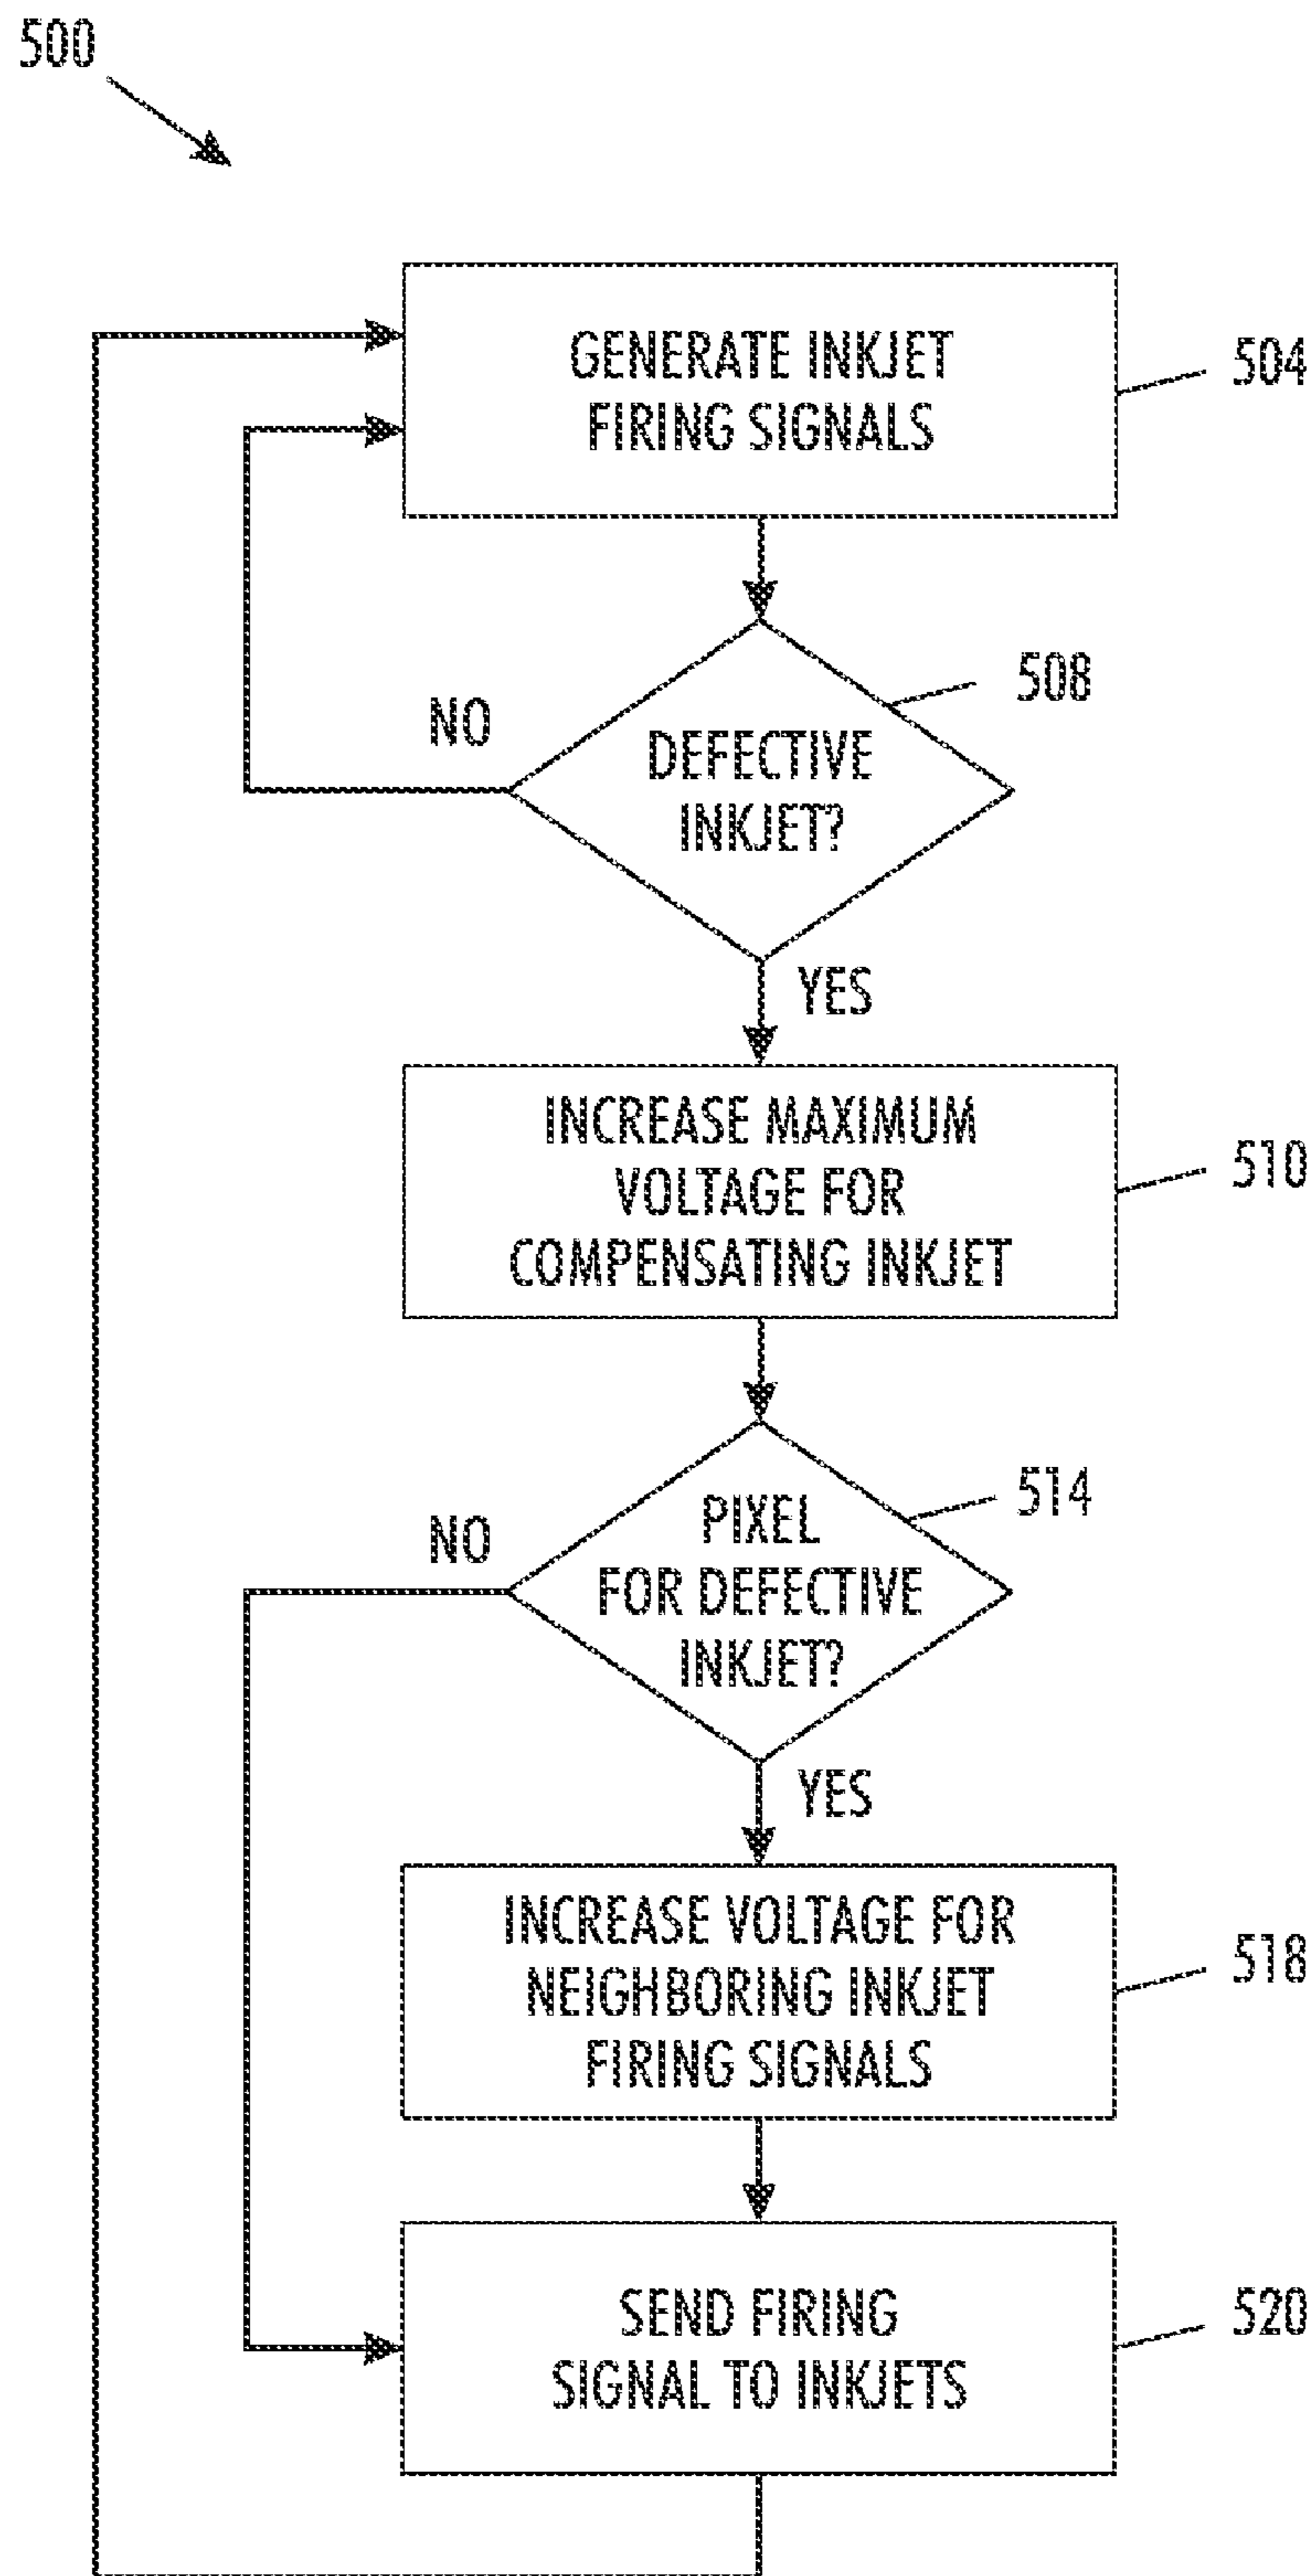 500
GENERATE INKJET
FIRING SIGNALS
504
508
NO
DEFECTIVE
INKJET?
YES
INCREASE MAXIMUM
VOLTAGE FOR
COMPENSATING INKJET
510
514
NO
PIXEL
FOR DEFECTIVE
INKJET?
YES
INCREASE VOLTAGE FOR
NEIGHBORING INKJET
FIRING SIGNALS
518
SEND FIRING
SIGNAL TO INKJETS
520